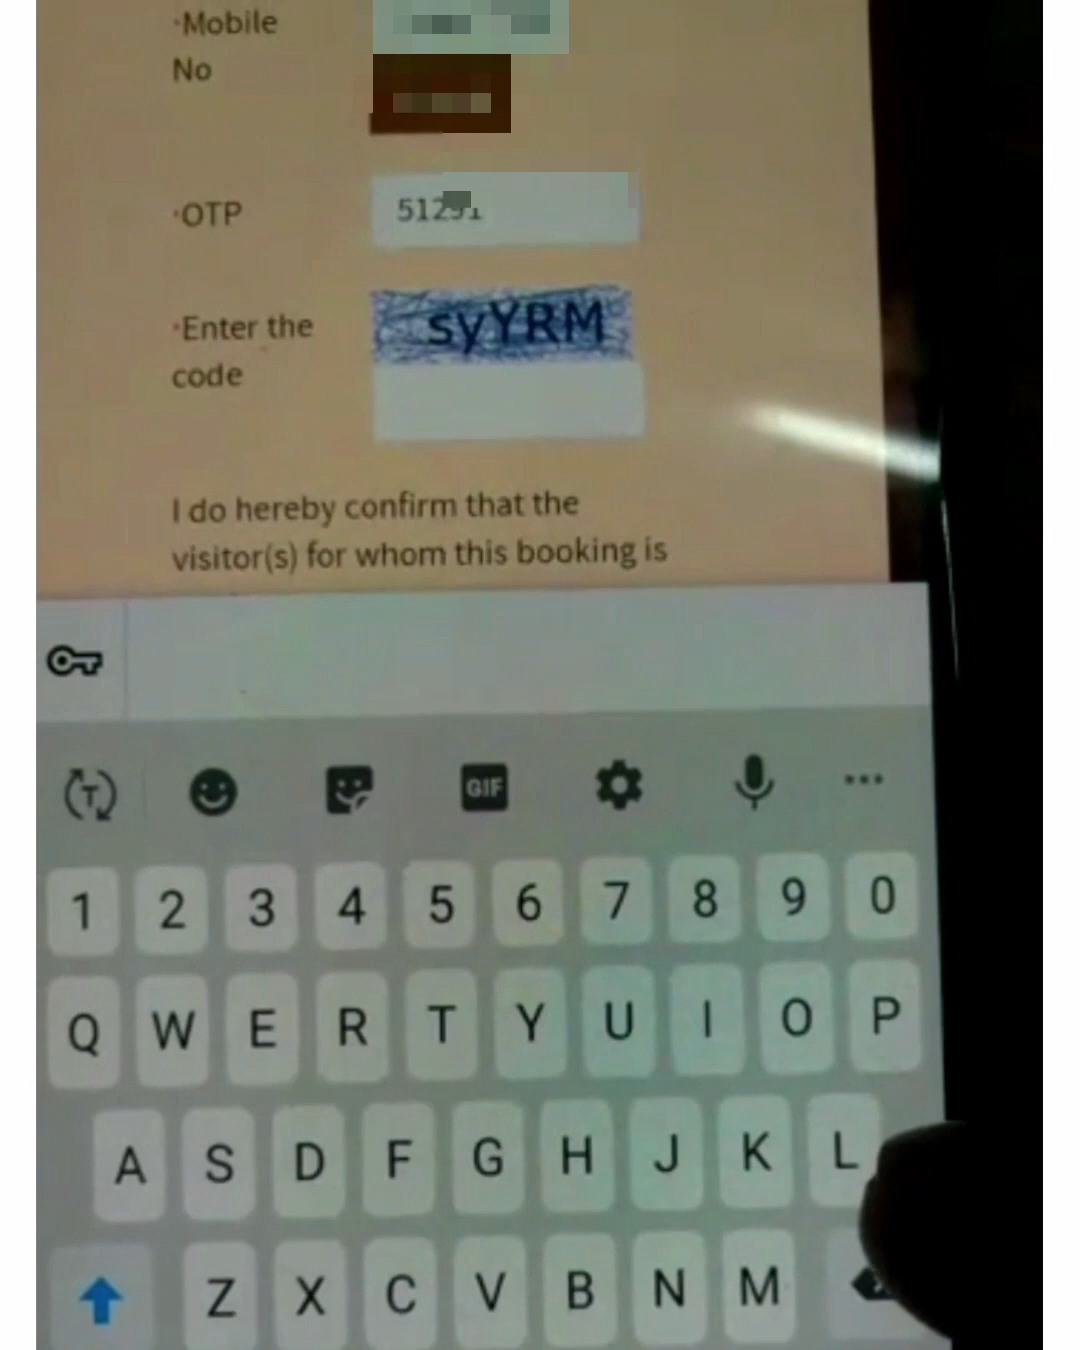 ·Mobile
No
·OTP
syYRM
·Enter the
code
I do hereby confirm that the
visitor(s) for whom this booking is
GIF
1 2 3 4 5 6 7 8 9 0
Q W E R T Y U I O P
A S D F G H J K L
Z X C V B N M